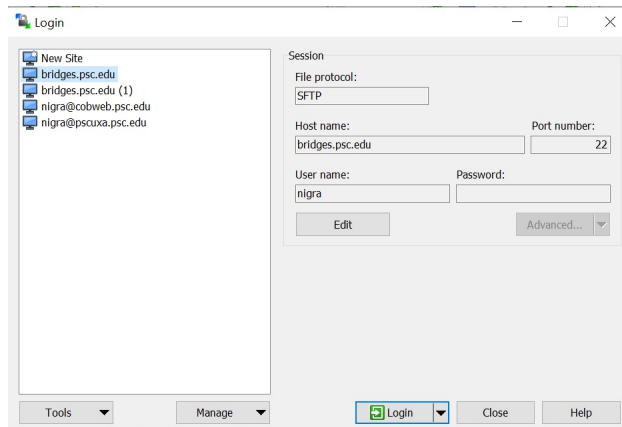 Login
New Site
bridges.psc.edu
bridges.psc.edu (1)
nigra@cobweb.psc.edu
nigra@pscuxa.psc.edu
Session
File protocol:
SFTP
Host name: Port number:
bridges.psc.edu 22
User name: Password:
nigra
Edit Advanced...
Tools Manage Login Close Help